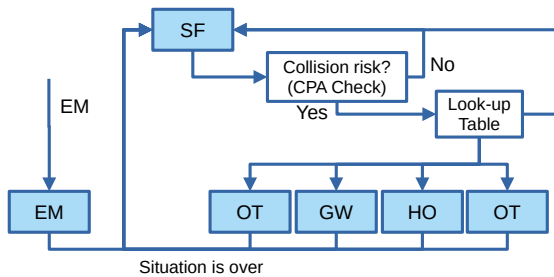 SF
Collision risk?
(CPA Check)
No
EM
Yes
Look-up
Table
EM
OT
GW
HO
OT
Situation is over